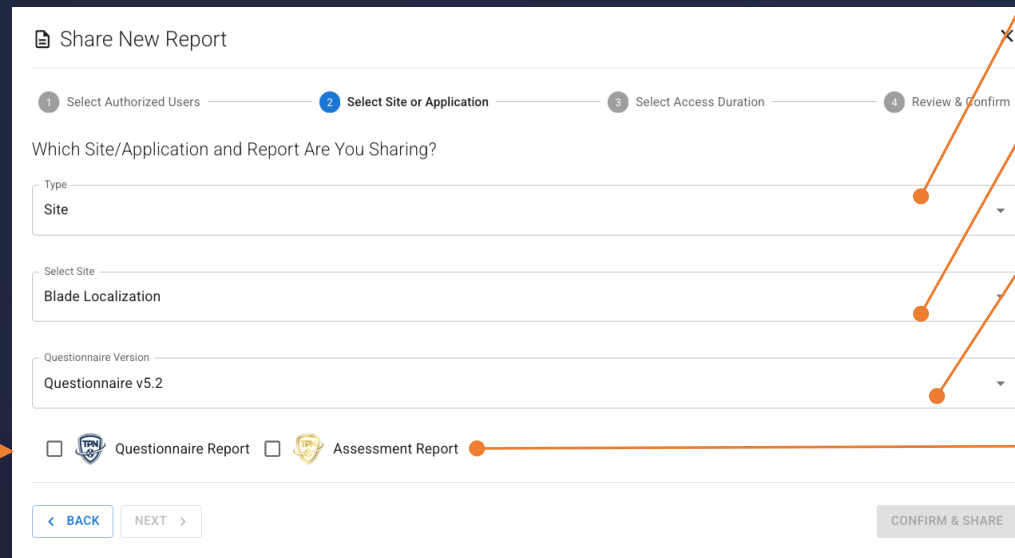 Share New Report
1 Select Authorized Users 2 Select Site or Application 3 Select Access Duration 4 Review & Confirm
Which Site/Application and Report Are You Sharing?
Type
Site
Select Site
Blade Localization
Questionnaire Version
Questionnaire v5.2
TPN Questionnaire Report TPN Assessment Report
BACK NEXT CONFIRM & SHARE